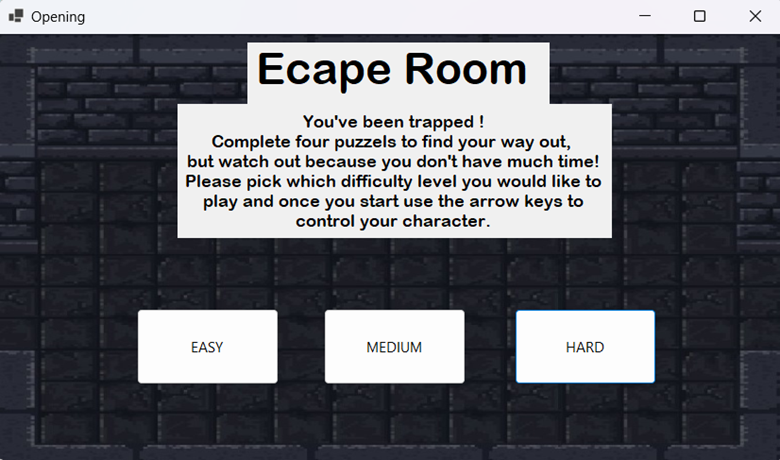 Opening
Ecape Room
You've been trapped !
Complete four puzzels to find your way out,
but watch out because you don't have much time!
Please pick which difficulty level you would like to
play and once you start use the arrow keys to
control your character.
EASY
MEDIUM
HARD